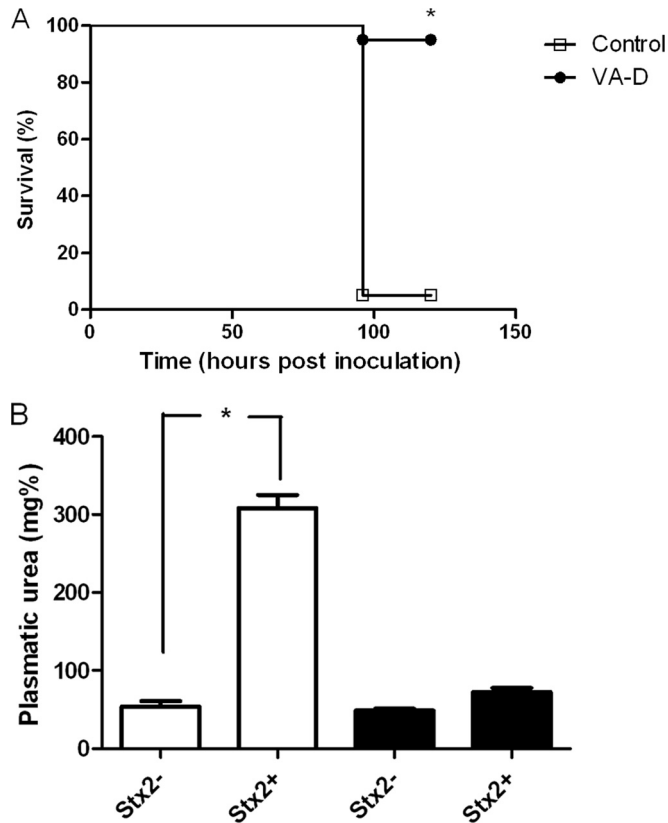 A
*
100
80
60
40
20
0
Survival (%)
0 50 100 150
Time (hours post inoculation)
Control
VA-D
B
*
400
300
200
100
0
Plasmatic urea (mg%)
Stx2- Stx2+ Stx2- Stx2+